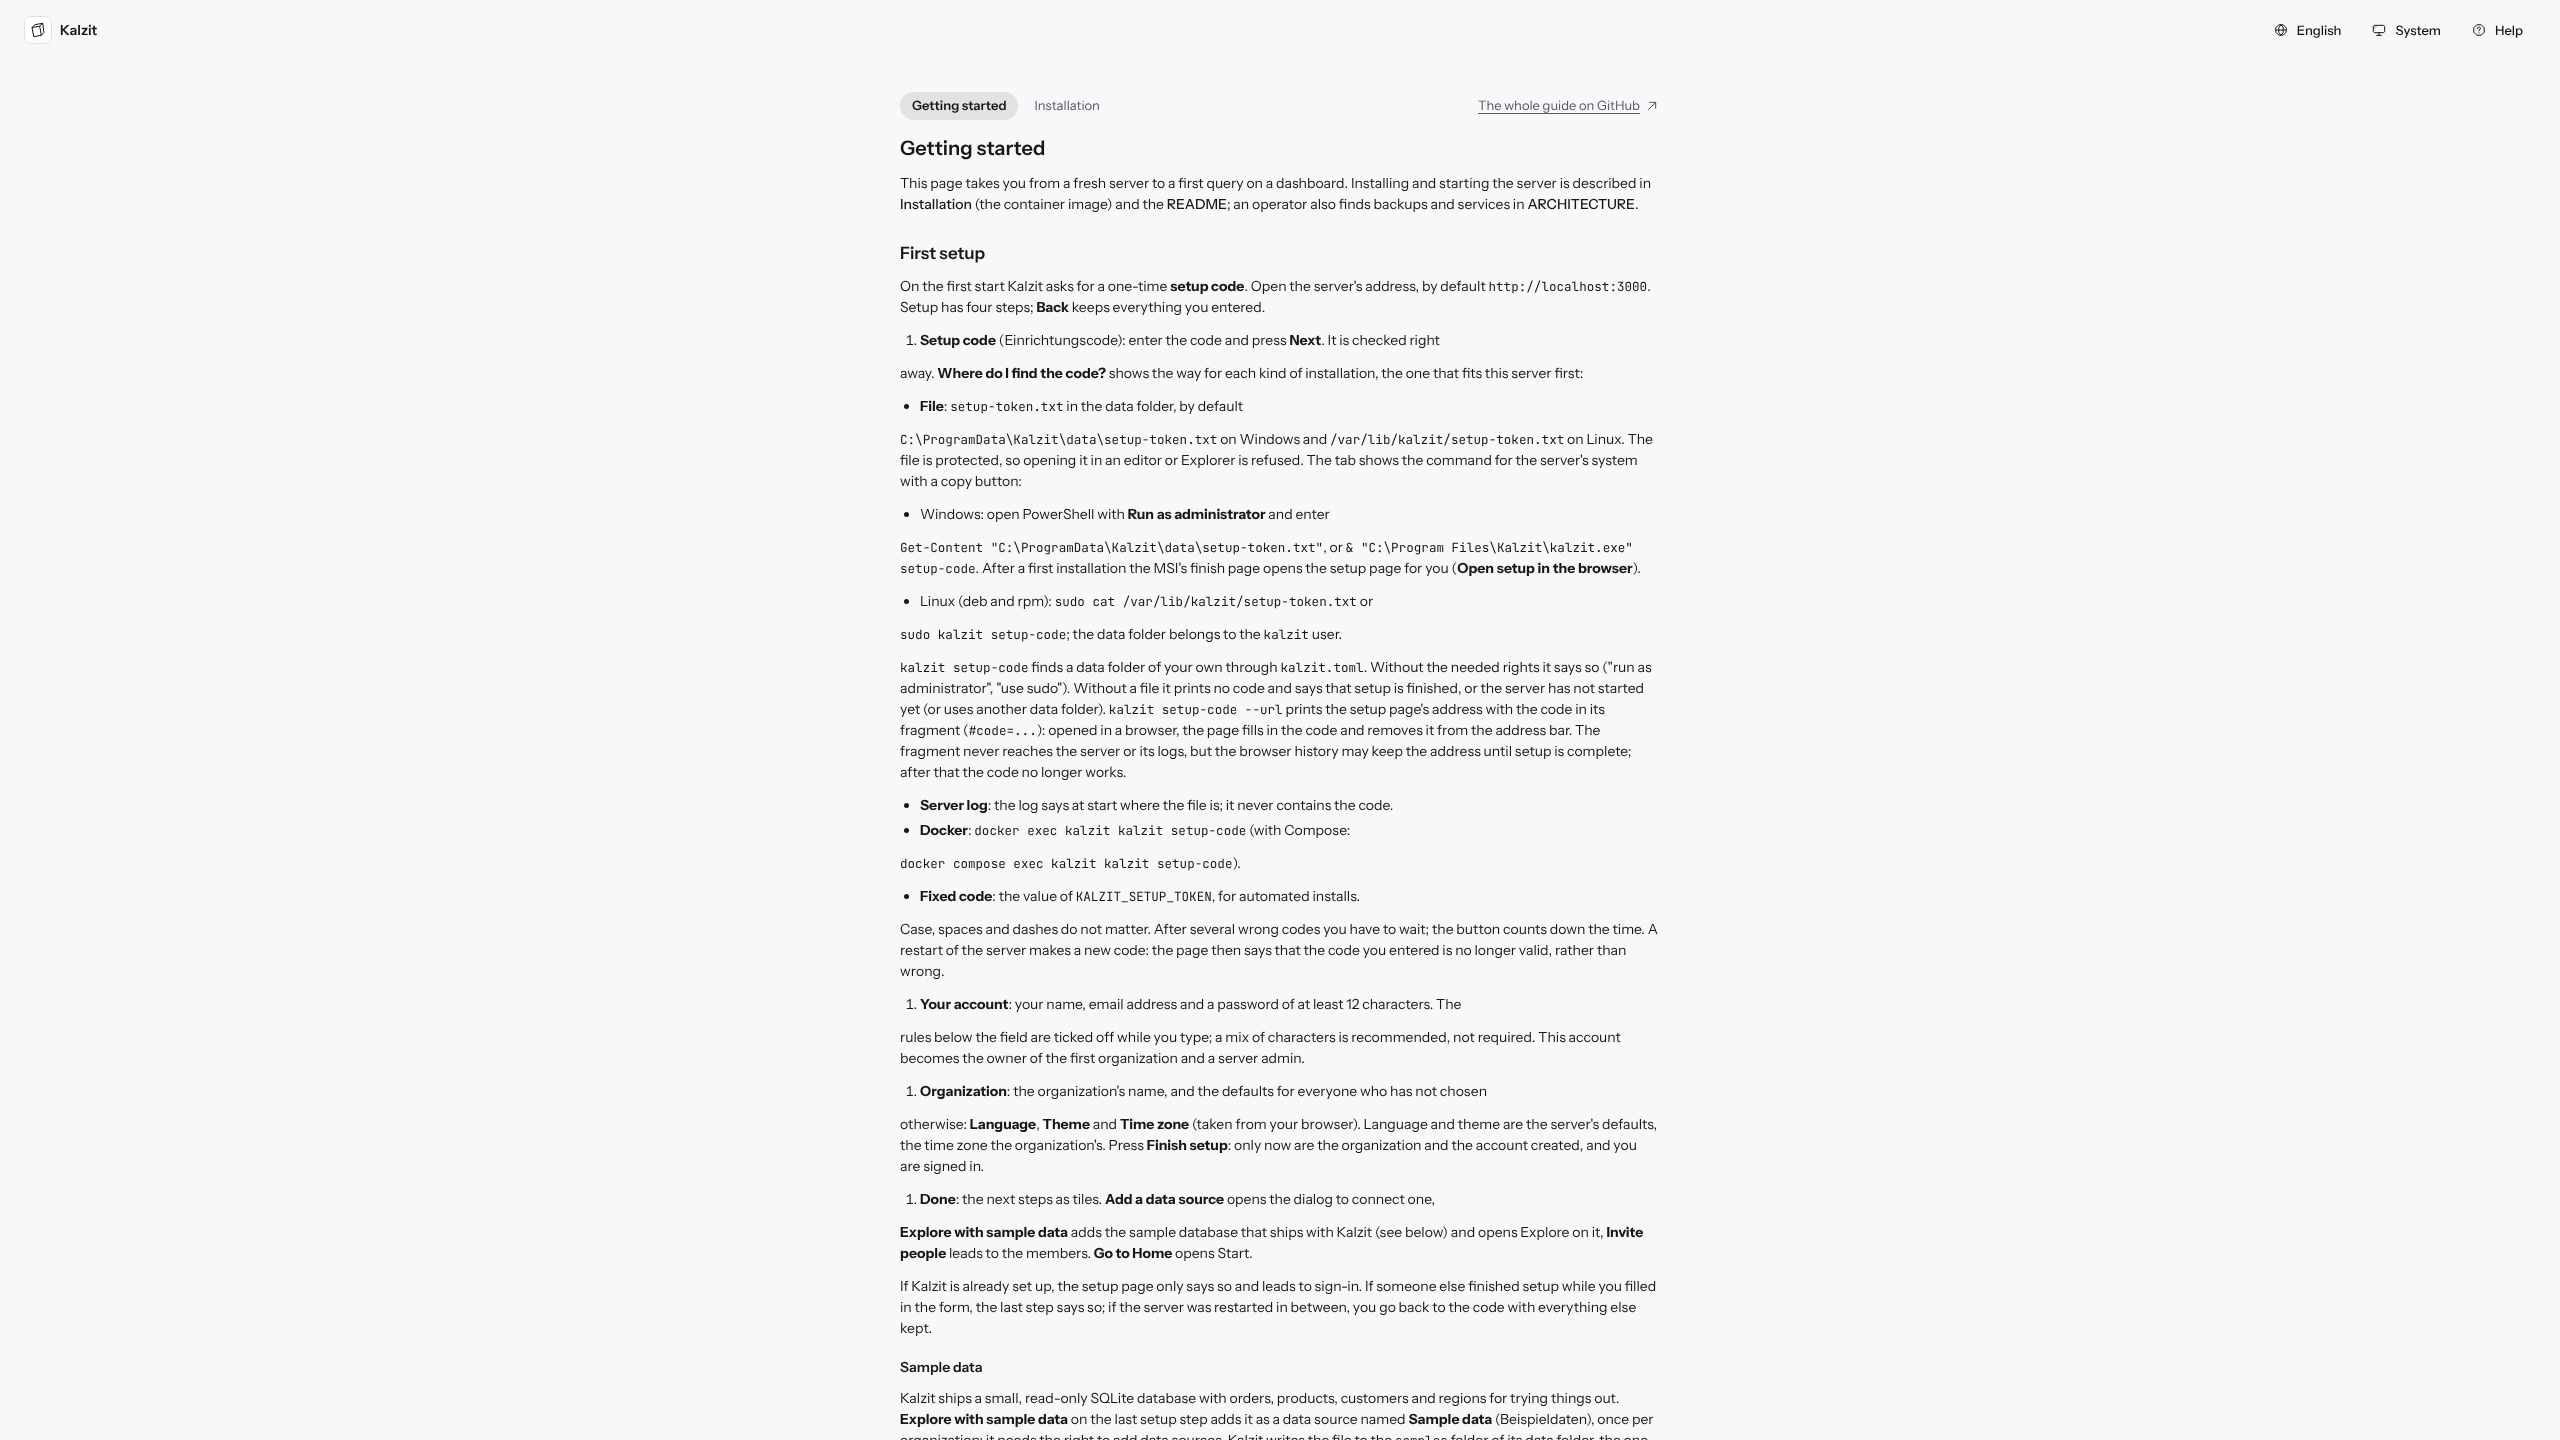 Kalzit
English
System
Help
Getting started
Installation
The whole guide on GitHub
Getting started
This page takes you from a fresh server to a first query on a dashboard. Installing and starting the server is described in
Installation (the container image) and the README; an operator also finds backups and services in ARCHITECTURE.
First setup
On the first start Kalzit asks for a one-time setup code. Open the server's address, by default http://localhost:3000.
Setup has four steps; Back keeps everything you entered.
1. Setup code (Einrichtungscode): enter the code and press Next. It is checked right
away. Where do I find the code? shows the way for each kind of installation, the one that fits this server first:
• File: setup-token.txt in the data folder, by default
C:\ProgramData\Kalzit\data\setup-token.txt on Windows and /var/lib/kalzit/setup-token.txt on Linux. The
file is protected, so opening it in an editor or Explorer is refused. The tab shows the command for the server's system
with a copy button:
• Windows: open PowerShell with Run as administrator and enter
Get-Content "C:\ProgramData\Kalzit\data\setup-token.txt", or & "C:\Program Files\Kalzit\kalzit.exe"
setup-code. After a first installation the MSI's finish page opens the setup page for you (Open setup in the browser).
• Linux (deb and rpm): sudo cat /var/lib/kalzit/setup-token.txt or
sudo kalzit setup-code; the data folder belongs to the kalzit user.
kalzit setup-code finds a data folder of your own through kalzit.toml. Without the needed rights it says so ("run as
administrator", "use sudo"). Without a file it prints no code and says that setup is finished, or the server has not started
yet (or uses another data folder). kalzit setup-code --url prints the setup page's address with the code in its
fragment (#code=...): opened in a browser, the page fills in the code and removes it from the address bar. The
fragment never reaches the server or its logs, but the browser history may keep the address until setup is complete;
after that the code no longer works.
• Server log: the log says at start where the file is; it never contains the code.
• Docker: docker exec kalzit kalzit setup-code (with Compose:
docker compose exec kalzit kalzit setup-code).
• Fixed code: the value of KALZIT_SETUP_TOKEN, for automated installs.
Case, spaces and dashes do not matter. After several wrong codes you have to wait; the button counts down the time. A
restart of the server makes a new code: the page then says that the code you entered is no longer valid, rather than
wrong.
1. Your account: your name, email address and a password of at least 12 characters. The
rules below the field are ticked off while you type; a mix of characters is recommended, not required. This account
becomes the owner of the first organization and a server admin.
1. Organization: the organization's name, and the defaults for everyone who has not chosen
otherwise: Language, Theme and Time zone (taken from your browser). Language and theme are the server's defaults,
the time zone the organization's. Press Finish setup: only now are the organization and the account created, and you
are signed in.
1. Done: the next steps as tiles. Add a data source opens the dialog to connect one,
Explore with sample data adds the sample database that ships with Kalzit (see below) and opens Explore on it, Invite
people leads to the members. Go to Home opens Start.
If Kalzit is already set up, the setup page only says so and leads to sign-in. If someone else finished setup while you filled
in the form, the last step says so; if the server was restarted in between, you go back to the code with everything else
kept.
Sample data
Kalzit ships a small, read-only SQLite database with orders, products, customers and regions for trying things out.
Explore with sample data on the last setup step adds it as a data source named Sample data (Beispieldaten), once per
organization; it needs the right to add data sources. Kalzit writes the file to the samples folder of its data folder, the one